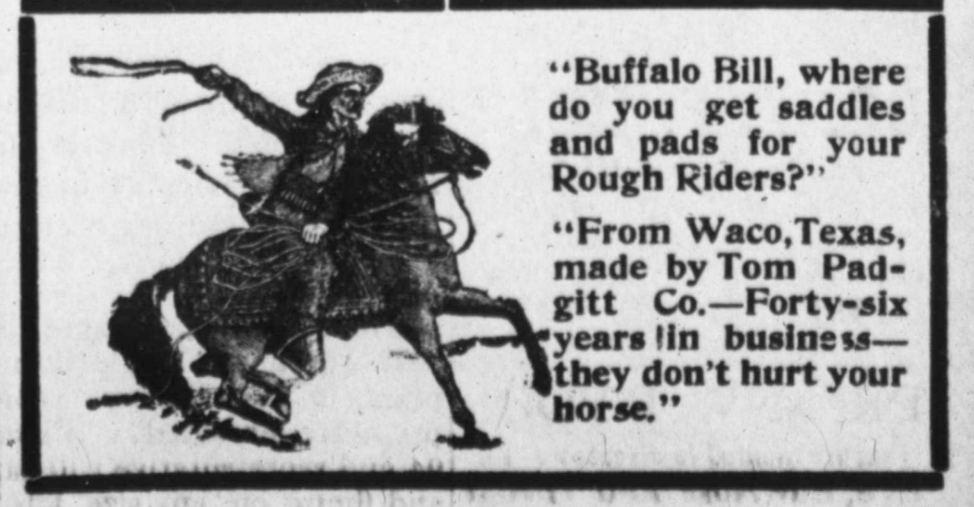 “Buffalo Bill, where
do you get saddles
and pads for your
Rough Riders?”
“From Waco, Texas,
made by Tom Pad-
gitt Co.—Forty-six
years in business—
they don't hurt your
horse.”